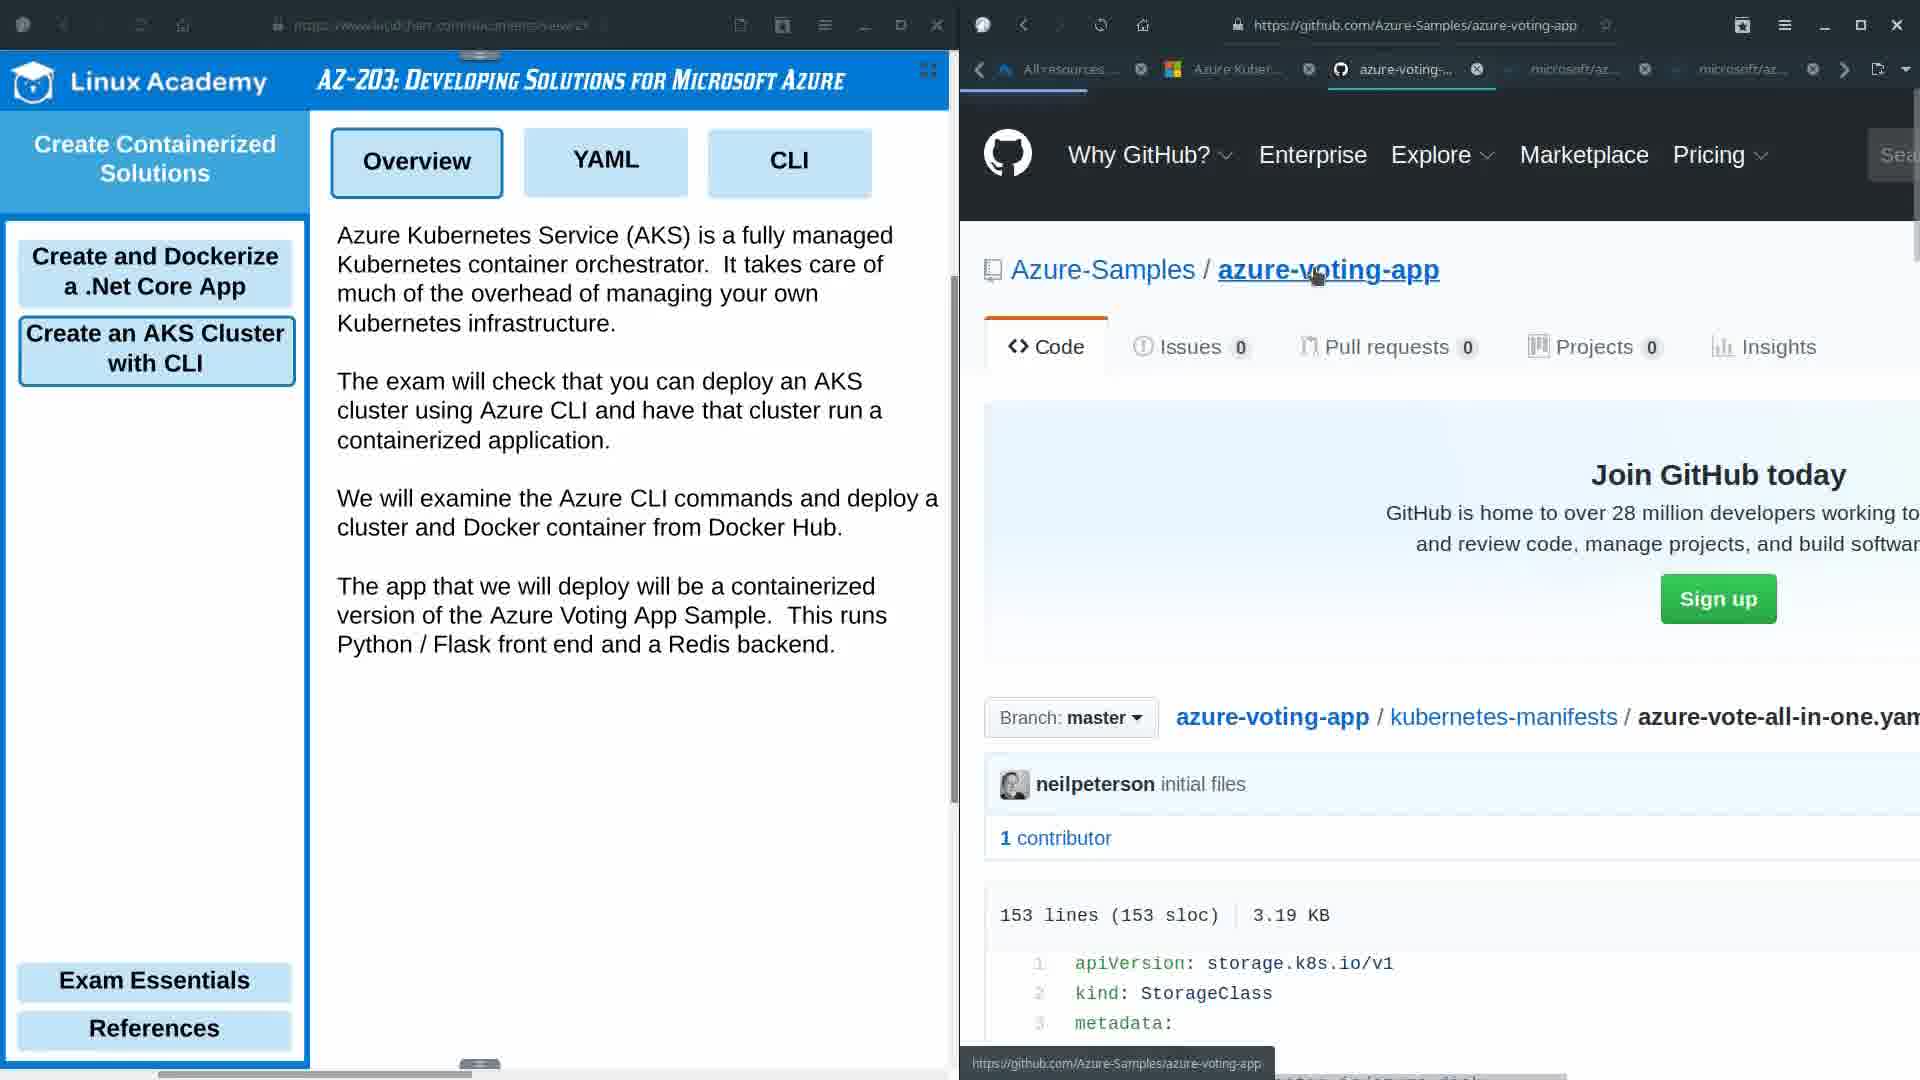 https://github.com/Azure-Samples/azure-voting-app
All resources...
Azure Kuber...
azure-voting-...
microsoft/az...
microsoft/az...
Linux Academy
AZ-203: Developing Solutions for Microsoft Azure
Create Containerized
Solutions
Create and Dockerize
a .Net Core App
Create an AKS Cluster
with CLI
Exam Essentials
References
Overview
YAML
CLI
Azure Kubernetes Service (AKS) is a fully managed
Kubernetes container orchestrator. It takes care of
much of the overhead of managing your own
Kubernetes infrastructure.
The exam will check that you can deploy an AKS
cluster using Azure CLI and have that cluster run a
containerized application.
We will examine the Azure CLI commands and deploy a
cluster and Docker container from Docker Hub.
The app that we will deploy will be a containerized
version of the Azure Voting App Sample. This runs
Python / Flask front end and a Redis backend.
Why GitHub?
Enterprise
Explore
Marketplace
Pricing
Sea
Azure-Samples / azure-voting-app
Code
Issues 0
Pull requests 0
Projects 0
Insights
Join GitHub today
GitHub is home to over 28 million developers working to
and review code, manage projects, and build softwar
Sign up
Branch: master
azure-voting-app / kubernetes-manifests / azure-vote-all-in-one.yam
neilpeterson initial files
1 contributor
153 lines (153 sloc) 3.19 KB
1 apiVersion: storage.k8s.io/v1
2 kind: StorageClass
3 metadata:
https://github.com/Azure-Samples/azure-voting-app